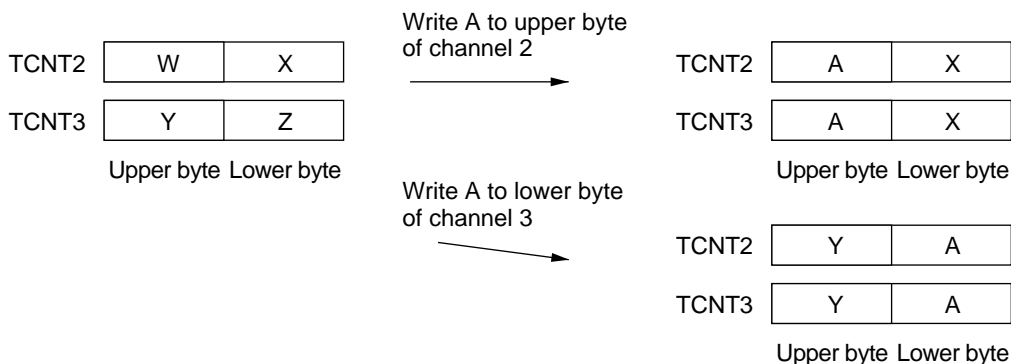 Write A to upper byte
of channel 2
TCNT2 W X
TCNT3 Y Z
Upper byte Lower byte
TCNT2 A X
TCNT3 A X
Upper byte Lower byte
Write A to lower byte
of channel 3
TCNT2 Y A
TCNT3 Y A
Upper byte Lower byte